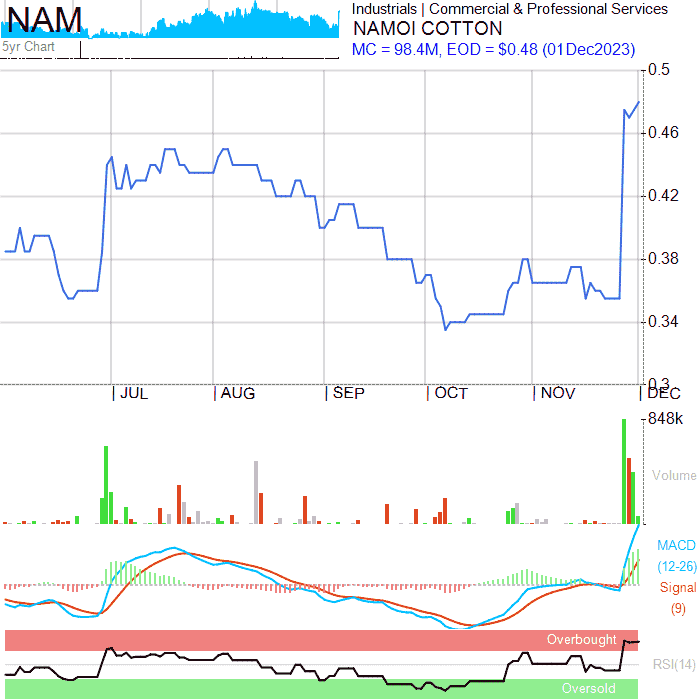 NAM
5yr Chart
Industrials | Commercial & Professional Services
NAMOI COTTON
MC = 98.4M, EOD = $0.48 (01Dec2023)
0.5
0.46
0.42
0.38
0.34
0.3
JUL
AUG
SEP
OCT
NOV
DEC
848k
Volume
MACD
(12-26)
Signal
(9)
Overbought
RSI(14)
Oversold